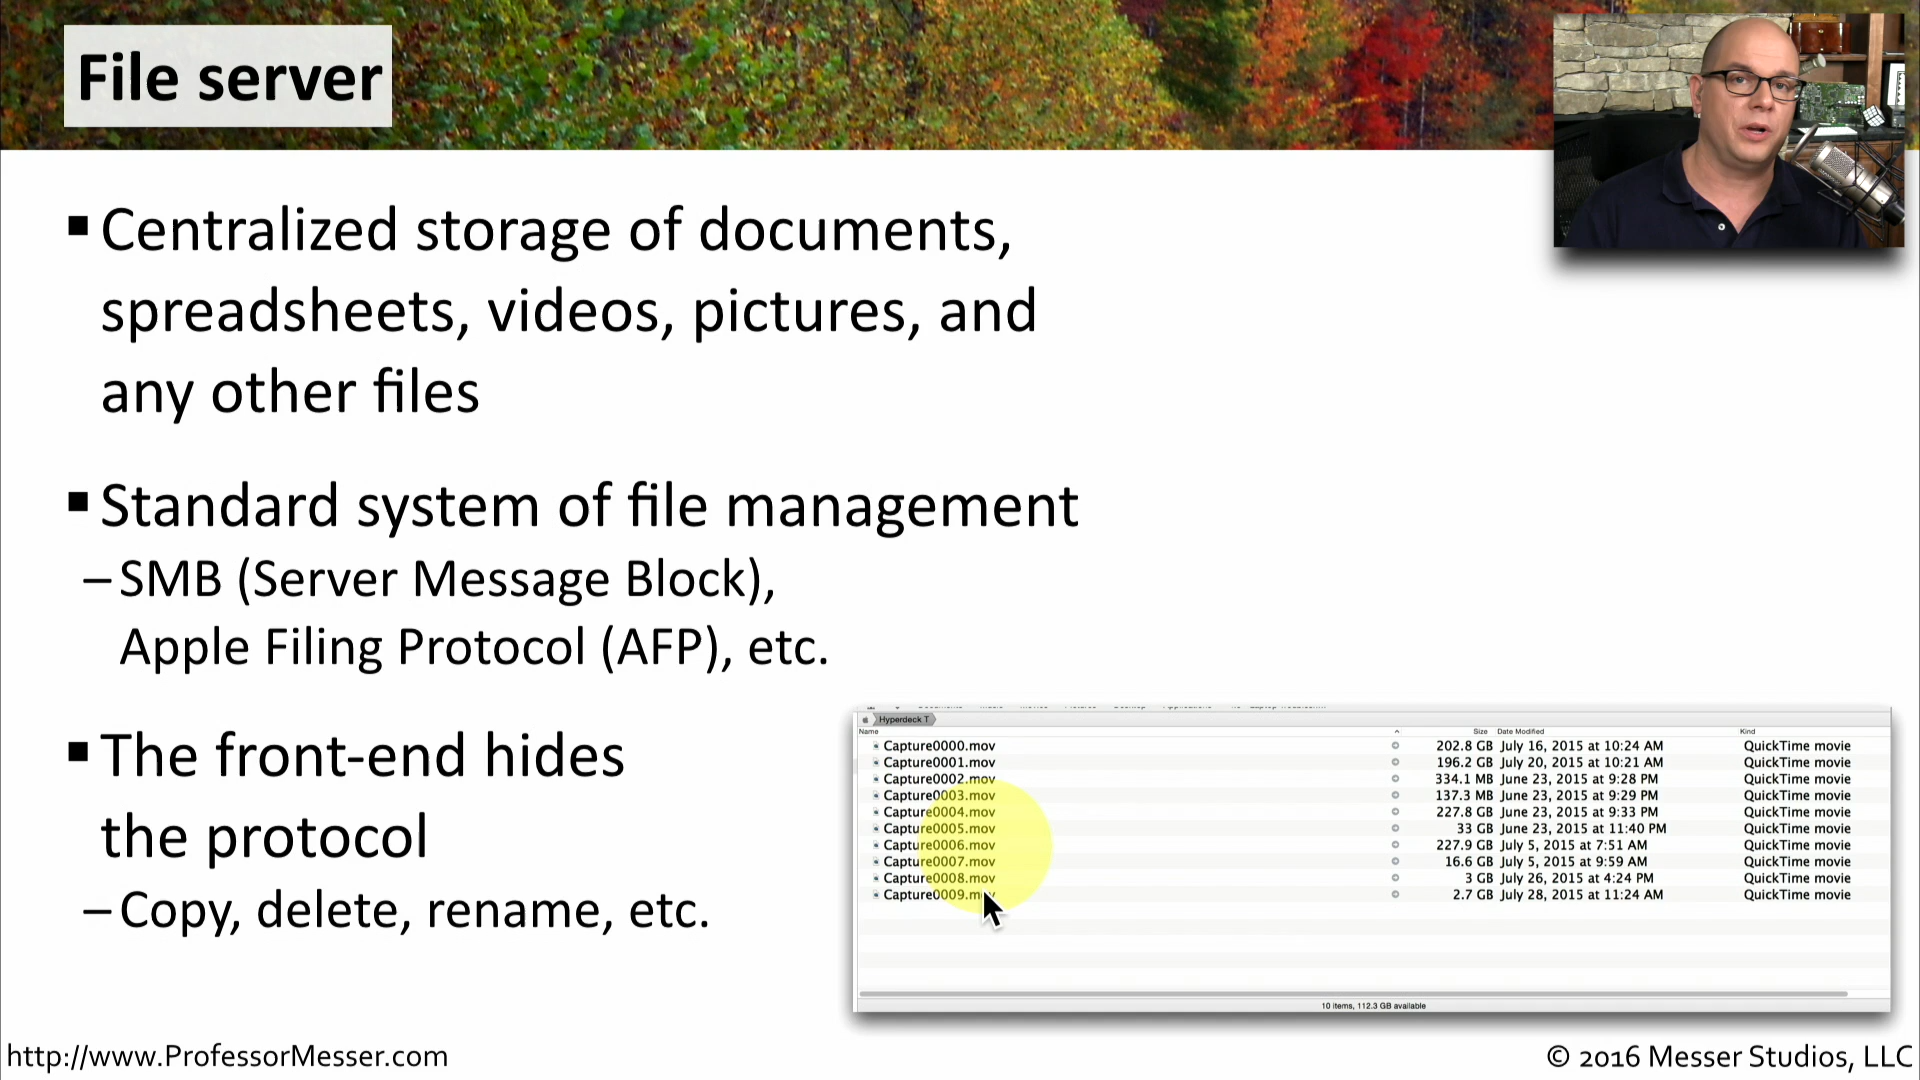 File server
▪ Centralized storage of documents,
spreadsheets, videos, pictures, and
any other files
▪ Standard system of file management
– SMB (Server Message Block),
Apple Filing Protocol (AFP), etc.
▪ The front-end hides
the protocol
– Copy, delete, rename, etc.
Hyperdeck T
Name Size Date Modified Kind
Capture0000.mov 202.8 GB July 16, 2015 at 10:24 AM QuickTime movie
Capture0001.mov 196.2 GB July 20, 2015 at 10:21 AM QuickTime movie
Capture0002.mov 334.1 MB June 23, 2015 at 9:28 PM QuickTime movie
Capture0003.mov 137.3 MB June 23, 2015 at 9:29 PM QuickTime movie
Capture0004.mov 227.8 GB June 23, 2015 at 9:33 PM QuickTime movie
Capture0005.mov 33 GB June 23, 2015 at 11:40 PM QuickTime movie
Capture0006.mov 227.9 GB July 5, 2015 at 7:51 AM QuickTime movie
Capture0007.mov 16.6 GB July 5, 2015 at 9:59 AM QuickTime movie
Capture0008.mov 3 GB July 26, 2015 at 4:24 PM QuickTime movie
Capture0009.mov 2.7 GB July 28, 2015 at 11:24 AM QuickTime movie
10 items, 112.3 GB available
http://www.ProfessorMesser.com
© 2016 Messer Studios, LLC